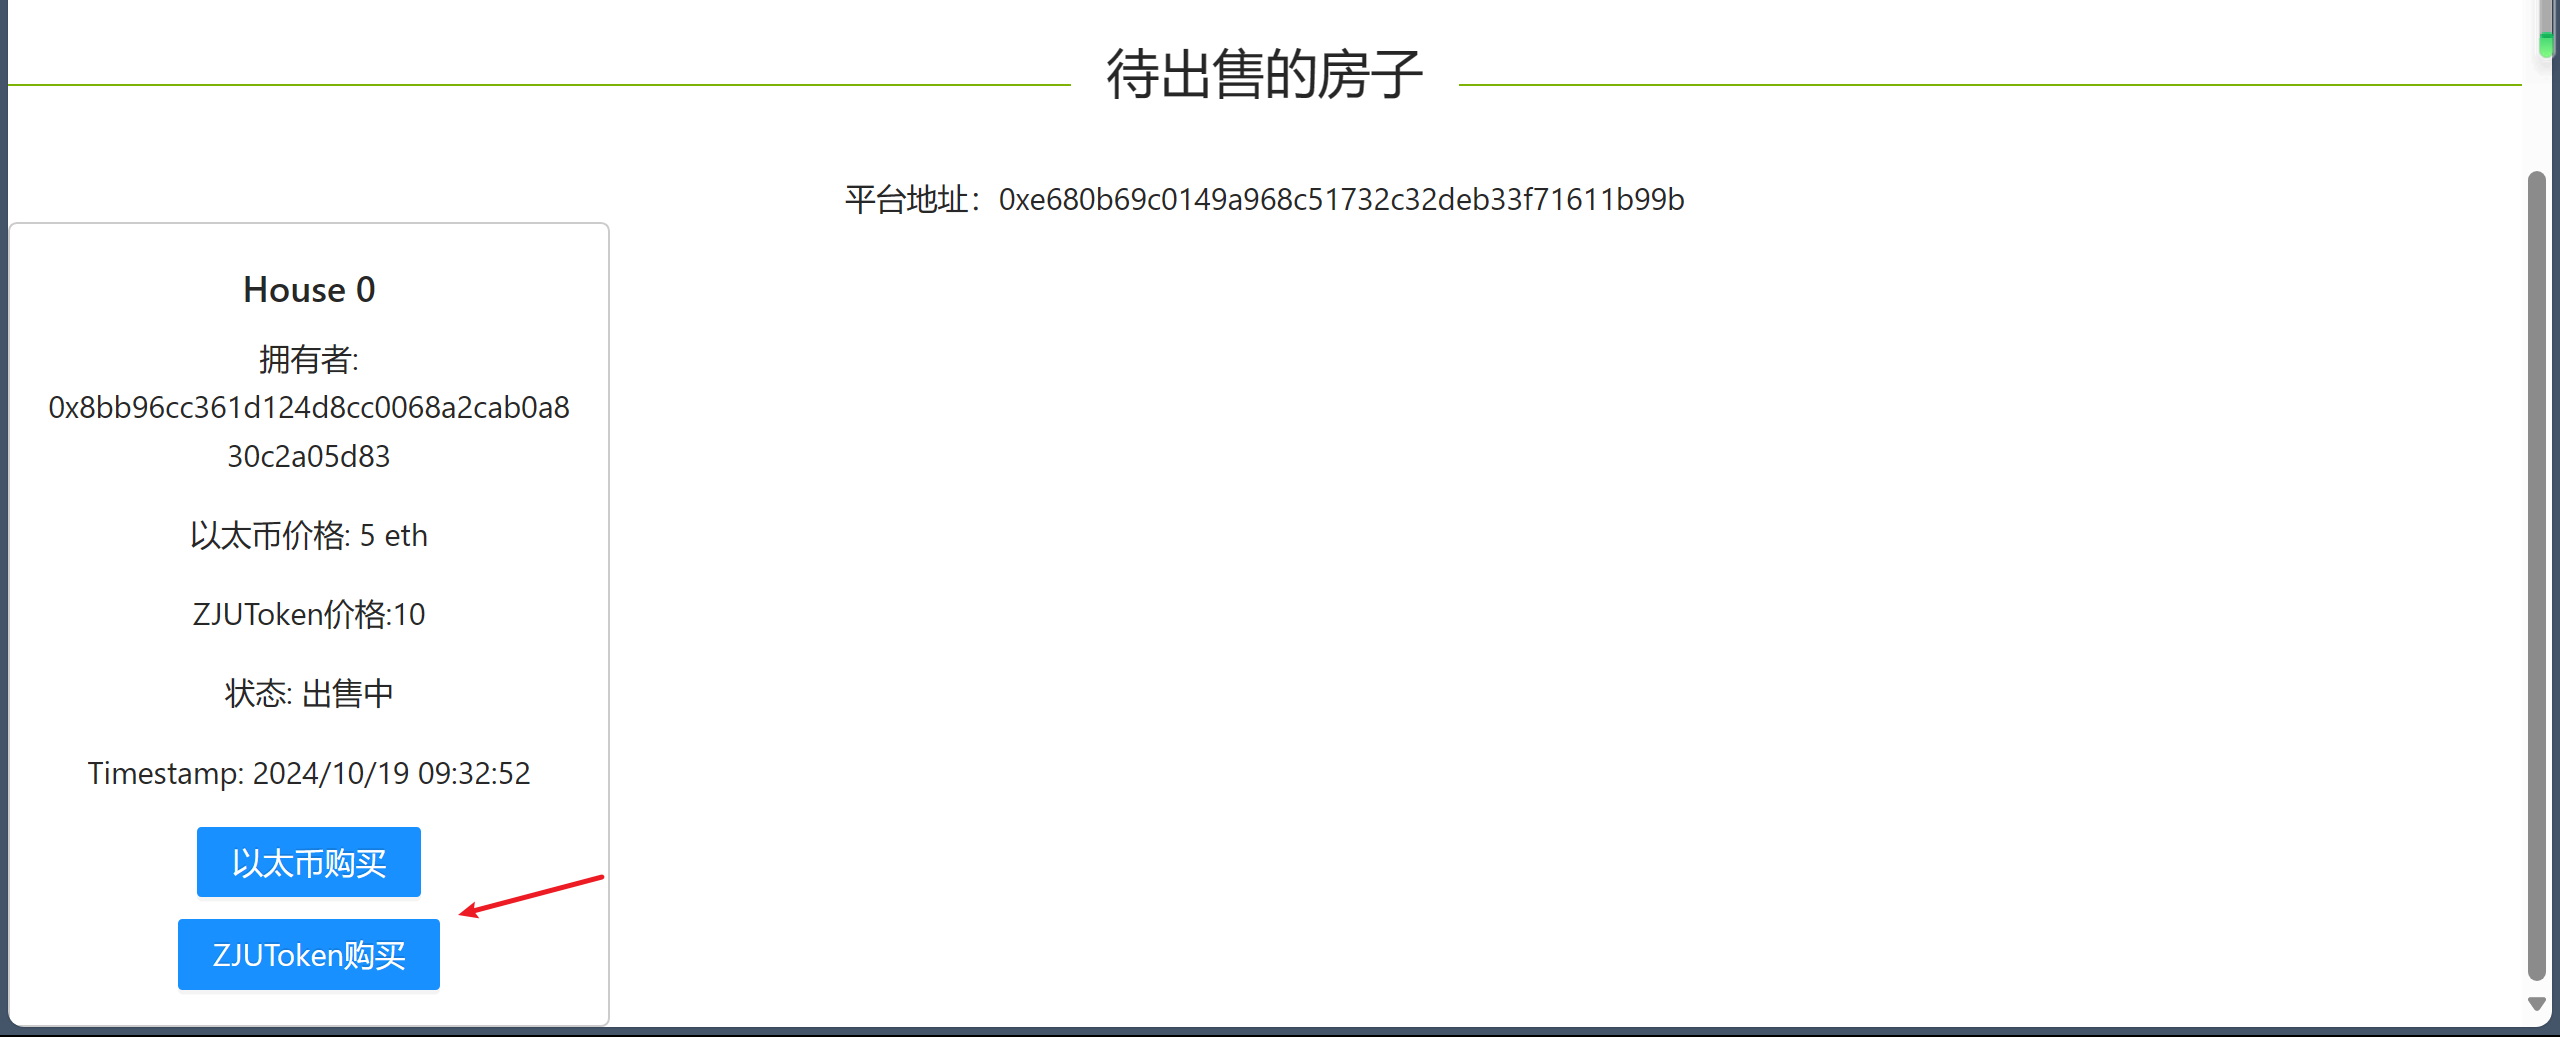 待出售的房子
平台地址：0xe680b69c0149a968c51732c32deb33f71611b99b
House 0
拥有者:
0x8bb96cc361d124d8cc0068a2cab0a8
30c2a05d83
以太币价格: 5 eth
ZJUToken价格:10
状态: 出售中
Timestamp: 2024/10/19 09:32:52
以太币购买
ZJUToken购买